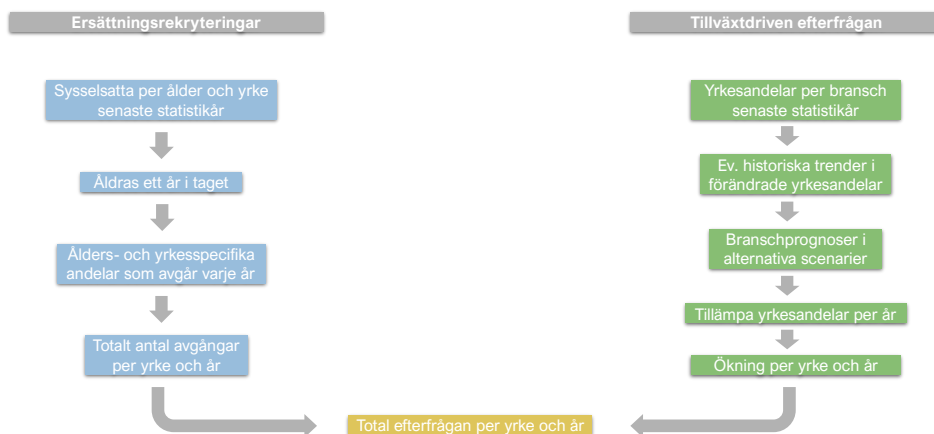 Ersättningsrekryteringar
Sysselsatta per ålder och yrke
senaste statistikår
Åldras ett år i taget
Ålders- och yrkesspecifika
andelar som avgår varje år
Totalt antal avgångar
per yrke och år
Tillväxtdriven efterfrågan
Yrkesandelar per bransch
senaste statistikår
Ev. historiska trender i
förändrade yrkesandelar
Branschprognoser i
alternativa scenarier
Tillämpa yrkesandelar per år
Ökning per yrke och år
Total efterfrågan per yrke och år